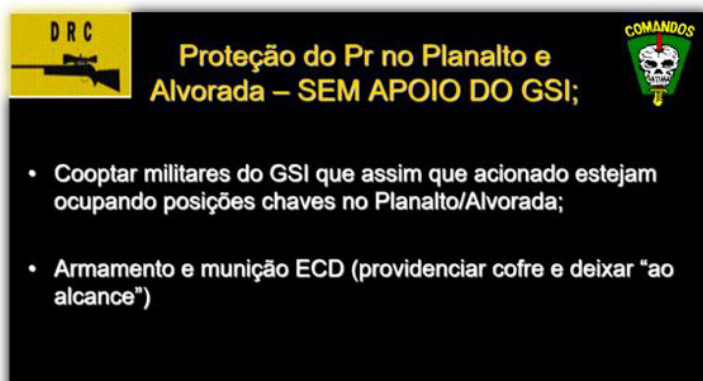 DRC
COMANDOS
Proteção do Pr no Planalto e
Alvorada – SEM APOIO DO GSI;
• Cooptar militares do GSI que assim que acionado estejam
ocupando posições chaves no Planalto/Alvorada;
• Armamento e munição ECD (providenciar cofre e deixar “ao
alcance”)